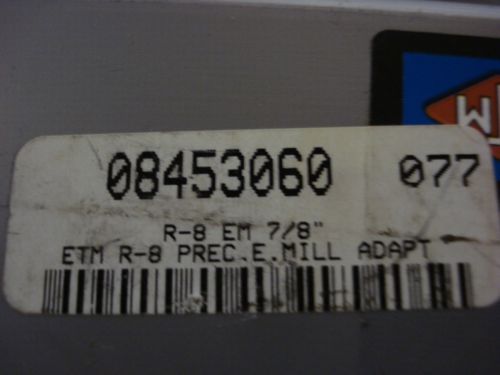 08453060 077
R-8 EM 7/8"
ETM R-8 PREC.E.MILL ADAPT